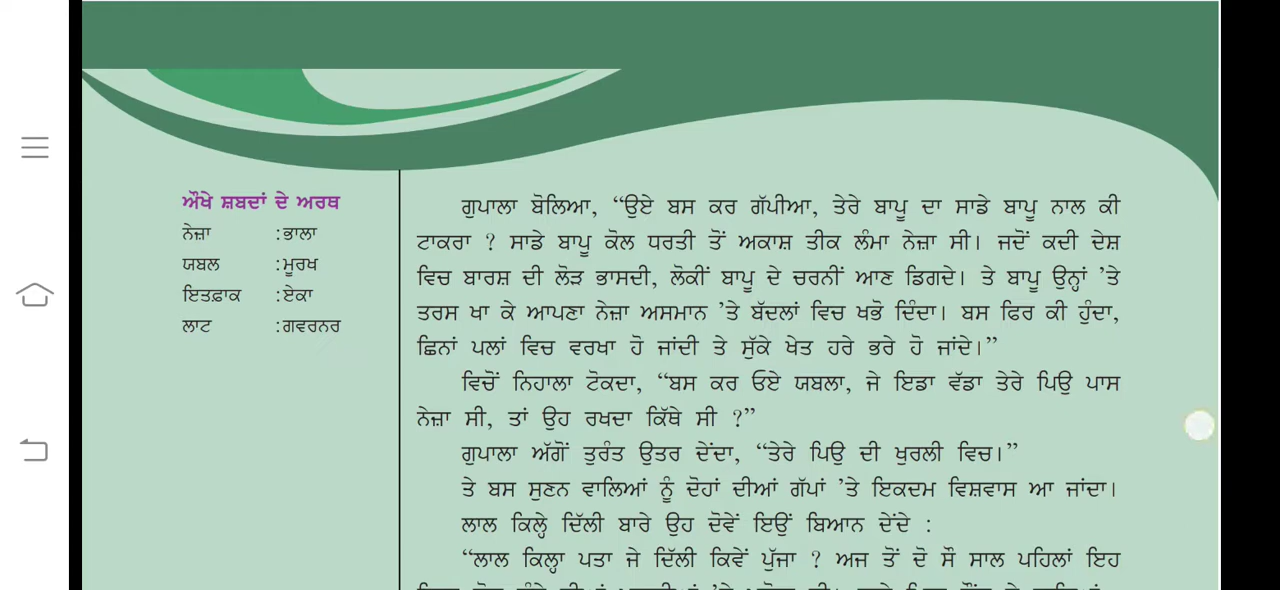 ਔਖੇ ਸ਼ਬਦਾਂ ਦੇ ਅਰਥ
ਨੇਜ਼ਾ : ਭਾਲਾ
ਯਬਲ : ਮੂਰਖ
ਇਤਫ਼ਾਕ : ਏਕਾ
ਲਾਟ : ਗਵਰਨਰ
ਗੁਪਾਲਾ ਬੋਲਿਆ, “ਉਏ ਬਸ ਕਰ ਗੱਪੀਆ, ਤੇਰੇ ਬਾਪੂ ਦਾ ਸਾਡੇ ਬਾਪੂ ਨਾਲ ਕੀ
ਟਾਕਰਾ ? ਸਾਡੇ ਬਾਪੂ ਕੋਲ ਧਰਤੀ ਤੋਂ ਅਕਾਸ਼ ਤੀਕ ਲੰਮਾ ਨੇਜ਼ਾ ਸੀ। ਜਦੋਂ ਕਦੀ ਦੇਸ਼
ਵਿਚ ਬਾਰਸ਼ ਦੀ ਲੋੜ ਭਾਸਦੀ, ਲੋਕੀਂ ਬਾਪੂ ਦੇ ਚਰਨੀਂ ਆਣ ਡਿਗਦੇ। ਤੇ ਬਾਪੂ ਉਨ੍ਹਾਂ ’ਤੇ
ਤਰਸ ਖਾ ਕੇ ਆਪਣਾ ਨੇਜ਼ਾ ਅਸਮਾਨ ’ਤੇ ਬੱਦਲਾਂ ਵਿਚ ਖਭੋ ਦਿੰਦਾ। ਬਸ ਫਿਰ ਕੀ ਹੁੰਦਾ,
ਛਿਨਾਂ ਪਲਾਂ ਵਿਚ ਵਰਖਾ ਹੋ ਜਾਂਦੀ ਤੇ ਸੁੱਕੇ ਖੇਤ ਹਰੇ ਭਰੇ ਹੋ ਜਾਂਦੇ।”
ਵਿਚੋਂ ਨਿਹਾਲਾ ਟੋਕਦਾ, “ਬਸ ਕਰ ਓਏ ਯਬਲਾ, ਜੇ ਇਡਾ ਵੱਡਾ ਤੇਰੇ ਪਿਉ ਪਾਸ
ਨੇਜ਼ਾ ਸੀ, ਤਾਂ ਉਹ ਰਖਦਾ ਕਿੱਥੇ ਸੀ ?”
ਗੁਪਾਲਾ ਅੱਗੋਂ ਤੁਰੰਤ ਉਤਰ ਦੇਂਦਾ, “ਤੇਰੇ ਪਿਉ ਦੀ ਖੁਰਲੀ ਵਿਚ।”
ਤੇ ਬਸ ਸੁਣਨ ਵਾਲਿਆਂ ਨੂੰ ਦੋਹਾਂ ਦੀਆਂ ਗੱਪਾਂ ’ਤੇ ਇਕਦਮ ਵਿਸ਼ਵਾਸ ਆ ਜਾਂਦਾ।
ਲਾਲ ਕਿਲ੍ਹੇ ਦਿੱਲੀ ਬਾਰੇ ਉਹ ਦੋਵੇਂ ਇਉਂ ਬਿਆਨ ਦੇਂਦੇ :
“ਲਾਲ ਕਿਲ੍ਹਾ ਪਤਾ ਜੇ ਦਿੱਲੀ ਕਿਵੇਂ ਪੁੱਜਾ ? ਅਜ ਤੋਂ ਦੋ ਸੌ ਸਾਲ ਪਹਿਲਾਂ ਇਹ